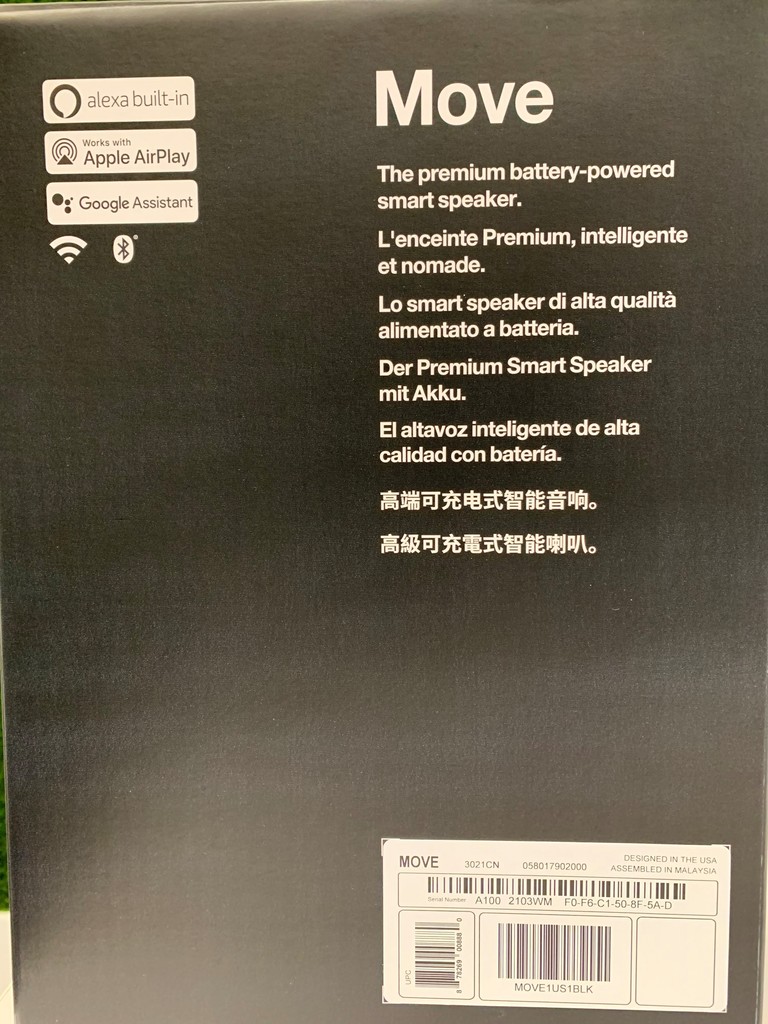 alexa built-in
Works with
Apple AirPlay
Google Assistant
Move
The premium battery-powered
smart speaker.
L'enceinte Premium, intelligente
et nomade.
Lo smart speaker di alta qualità
alimentato a batteria.
Der Premium Smart Speaker
mit Akku.
El altavoz inteligente de alta
calidad con batería.
高端可充电式智能音响。
高級可充電式智能喇叭。
MOVE 3021CN 058017902000
DESIGNED IN THE USA
ASSEMBLED IN MALAYSIA
Serial Number A100 2103WM F0-F6-C1-50-8F-5A-D
UPC
8 78269 00888 0
MOVE1US1BLK